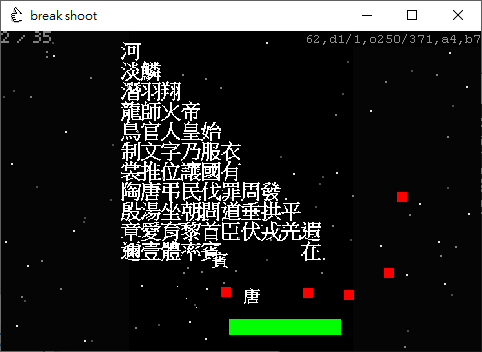 break shoot
2 / 35
62,d1/1,o250/371,a4,b7
河
淡鱗
潛羽翔
龍師火帝
鳥官人皇始
制文字乃服衣
裳推位讓國有
陶唐弔民伐罪周發
殷湯坐朝問道垂拱平
章愛育黎首臣伏戎羌遐
邇壹體率賓 在
賓
唐